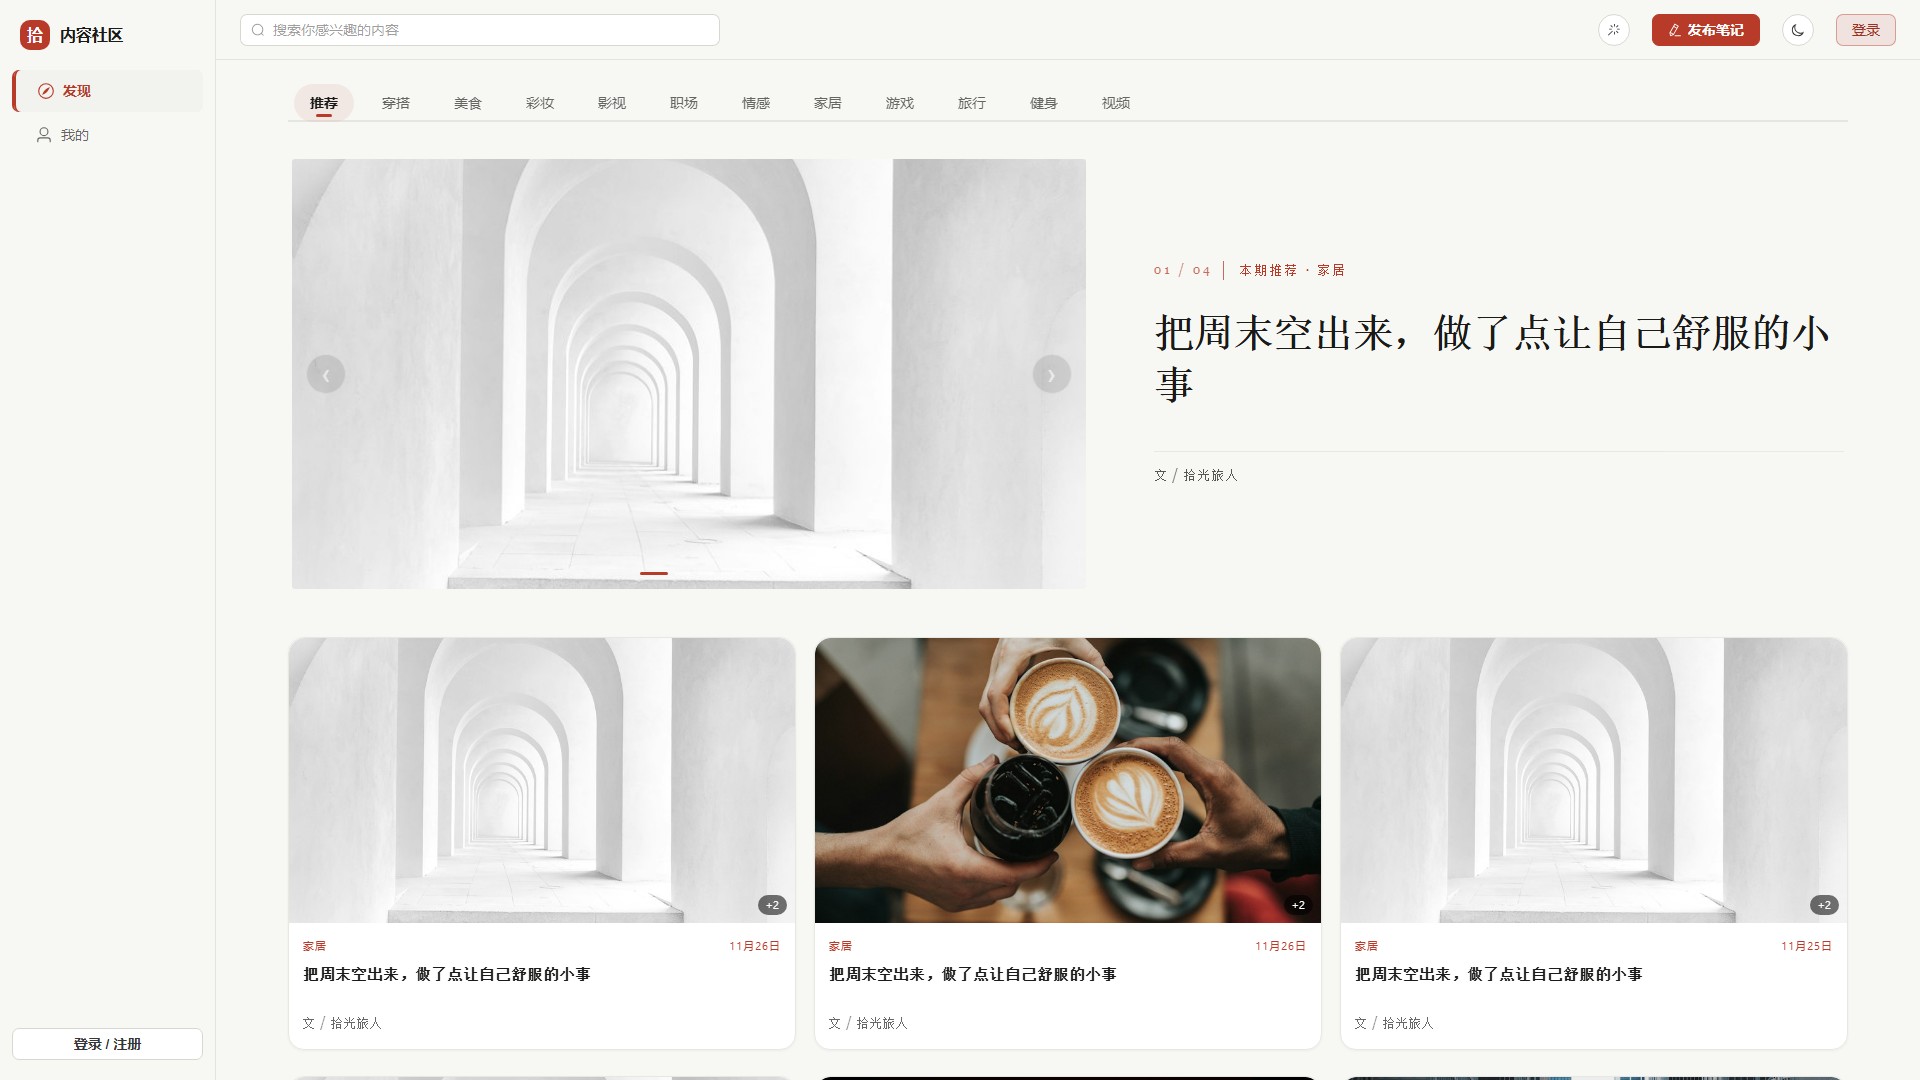 拾 内容社区
搜索你感兴趣的内容
发布笔记
登录
发现
我的
推荐 穿搭 美食 彩妆 影视 职场 情感 家居 游戏 旅行 健身 视频
01 / 04 本期推荐 · 家居
把周末空出来，做了点让自己舒服的小
事
文 / 拾光旅人
+2
家居 11月26日
把周末空出来，做了点让自己舒服的小事
文 / 拾光旅人
+2
家居 11月26日
把周末空出来，做了点让自己舒服的小事
文 / 拾光旅人
+2
家居 11月25日
把周末空出来，做了点让自己舒服的小事
文 / 拾光旅人
登录 / 注册